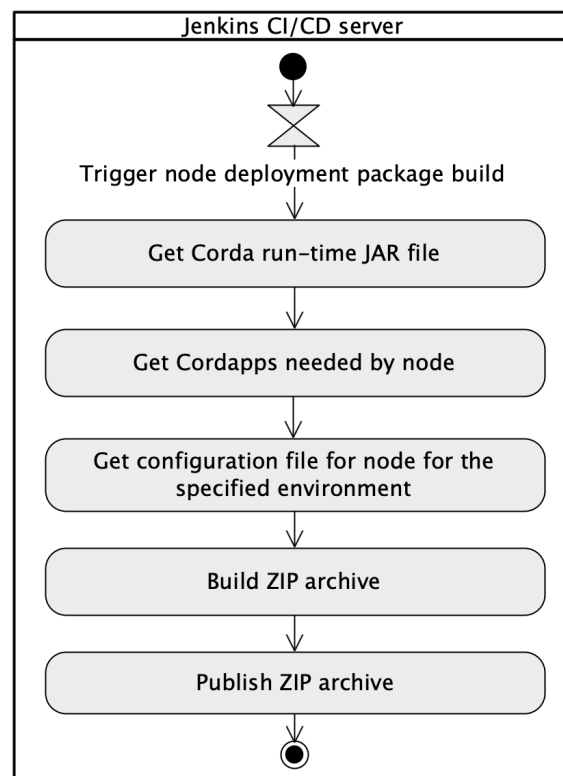 Jenkins CI/CD server
Trigger node deployment package build
Get Corda run-time JAR file
Get Cordapps needed by node
Get configuration file for node for the
specified environment
Build ZIP archive
Publish ZIP archive